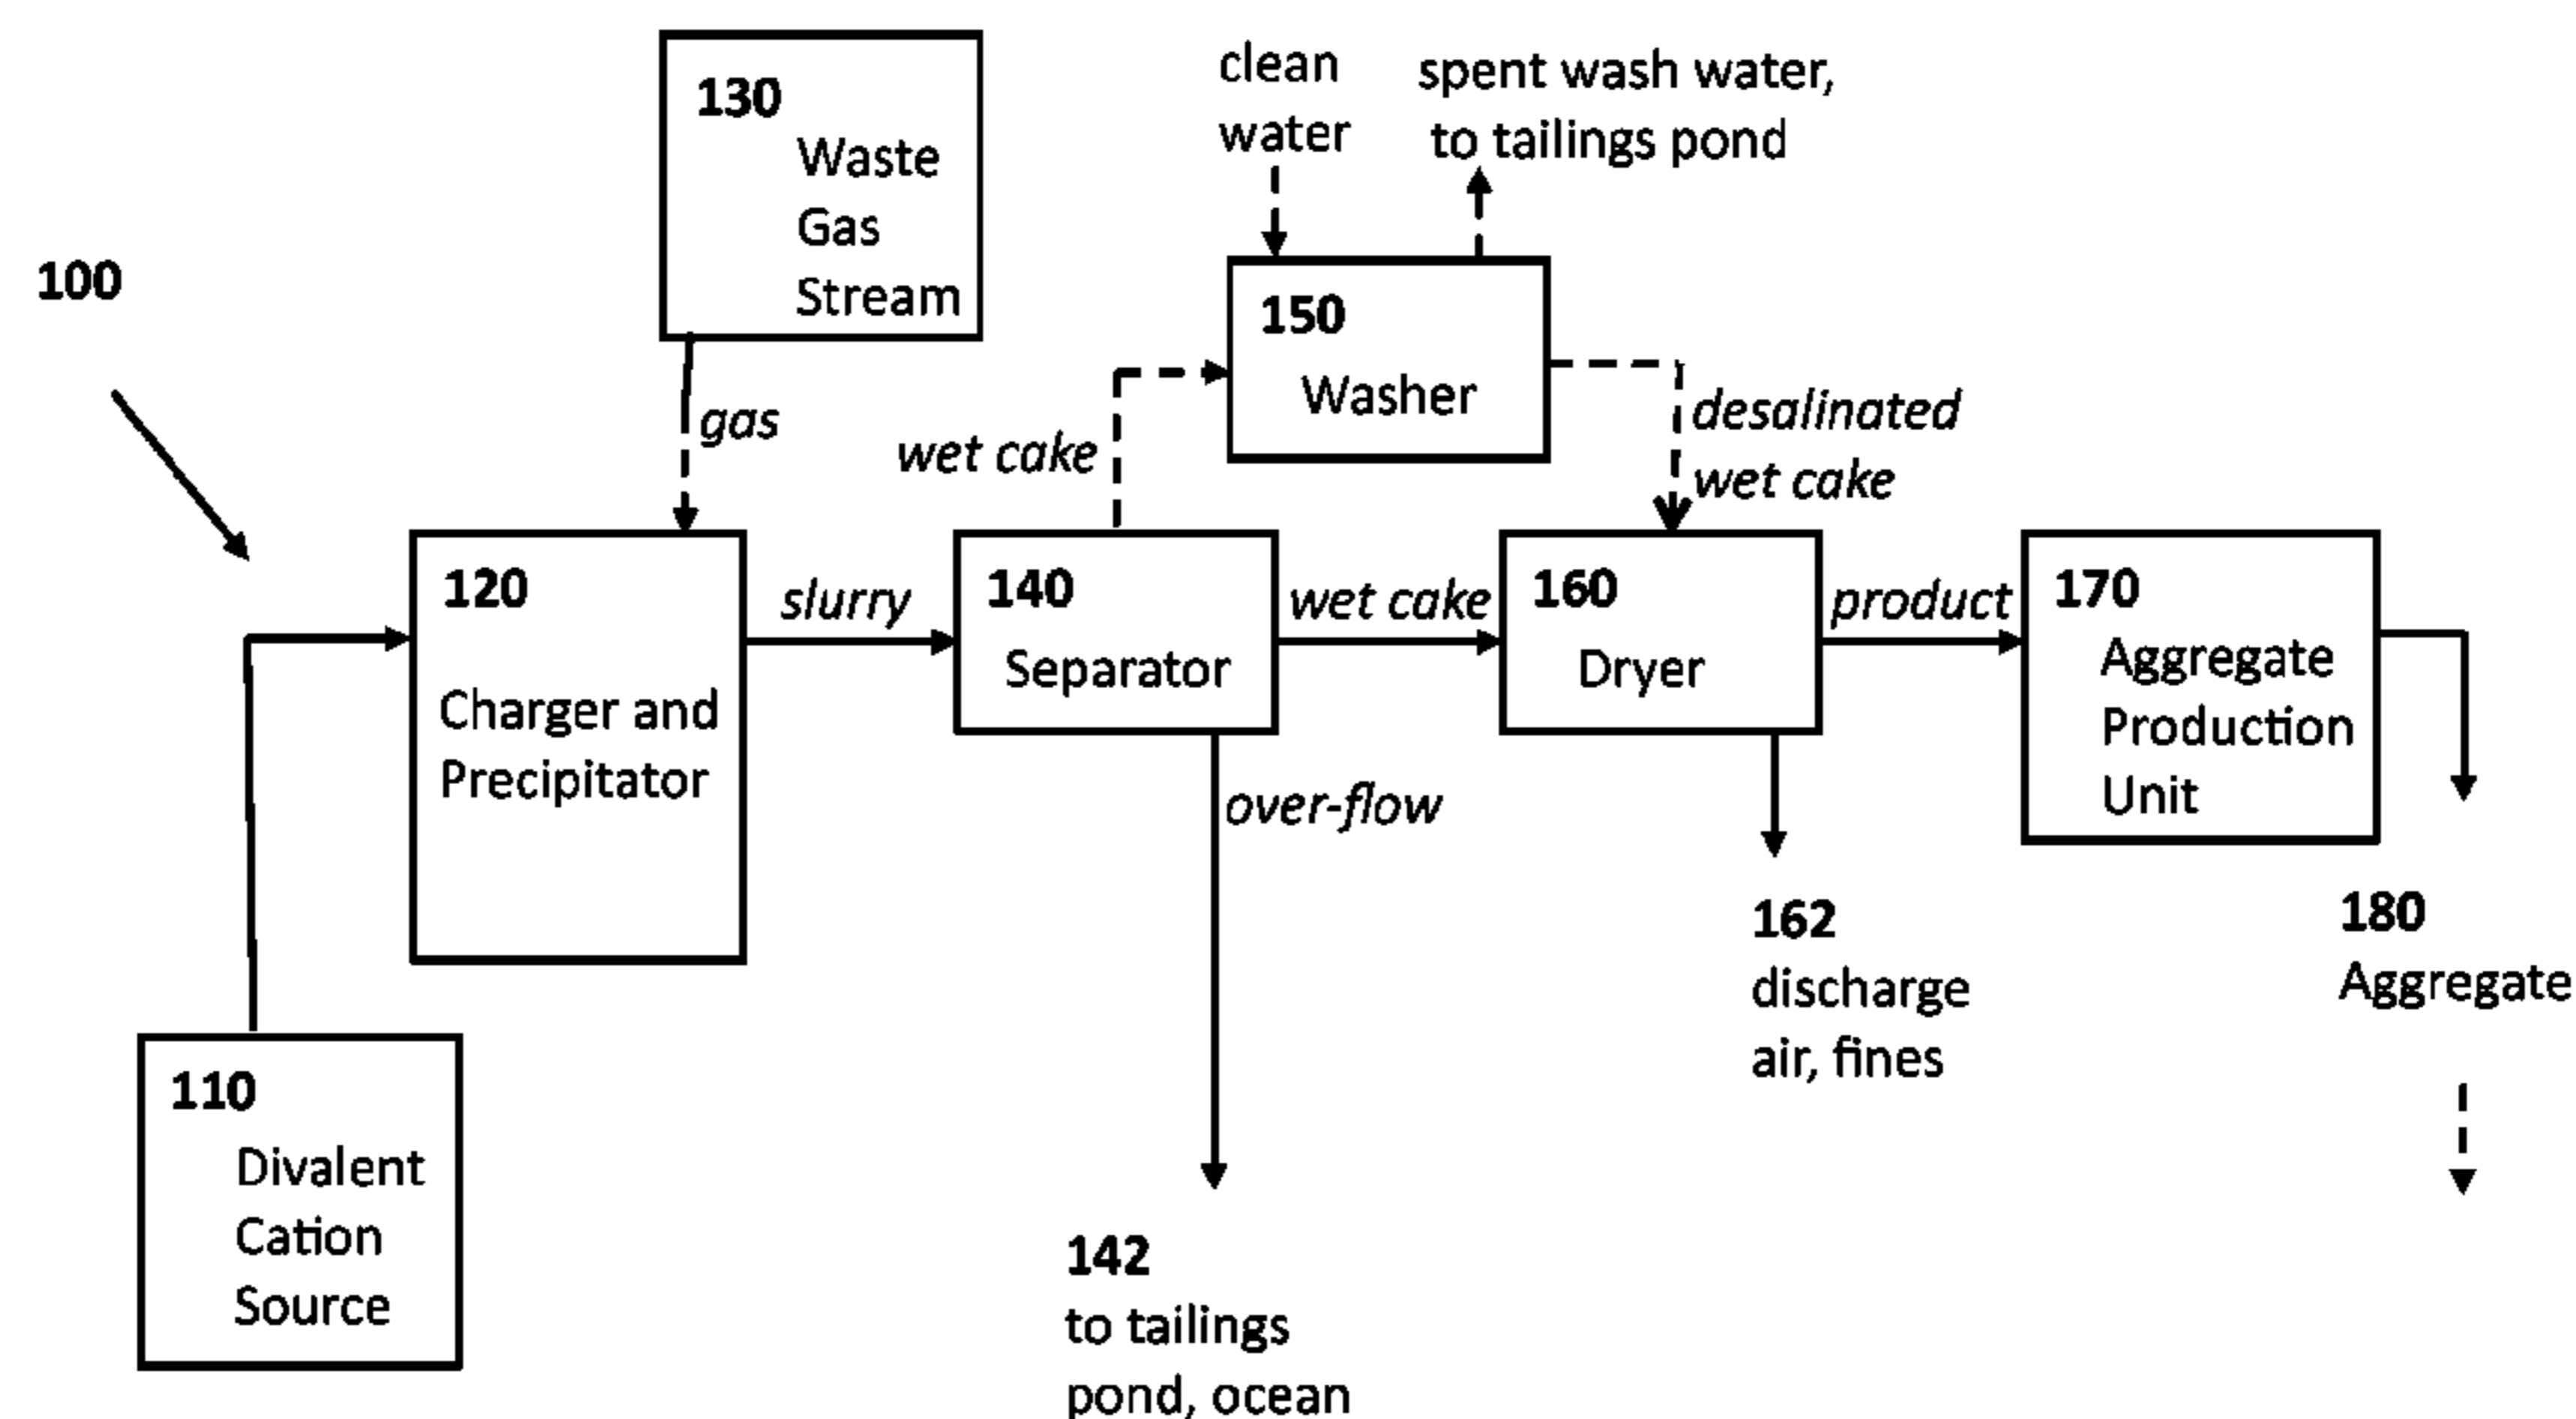 100
130
Waste
Gas
Stream
gas
clean
water
spent wash water,
to tailings pond
150
Washer
wet cake
desalinated
wet cake
120
Charger and
Precipitator
slurry
140
Separator
wet cake
160
Dryer
product
170
Aggregate
Production
Unit
over-flow
110
Divalent
Cation
Source
142
to tailings
pond, ocean
162
discharge
air, fines
180
Aggregate